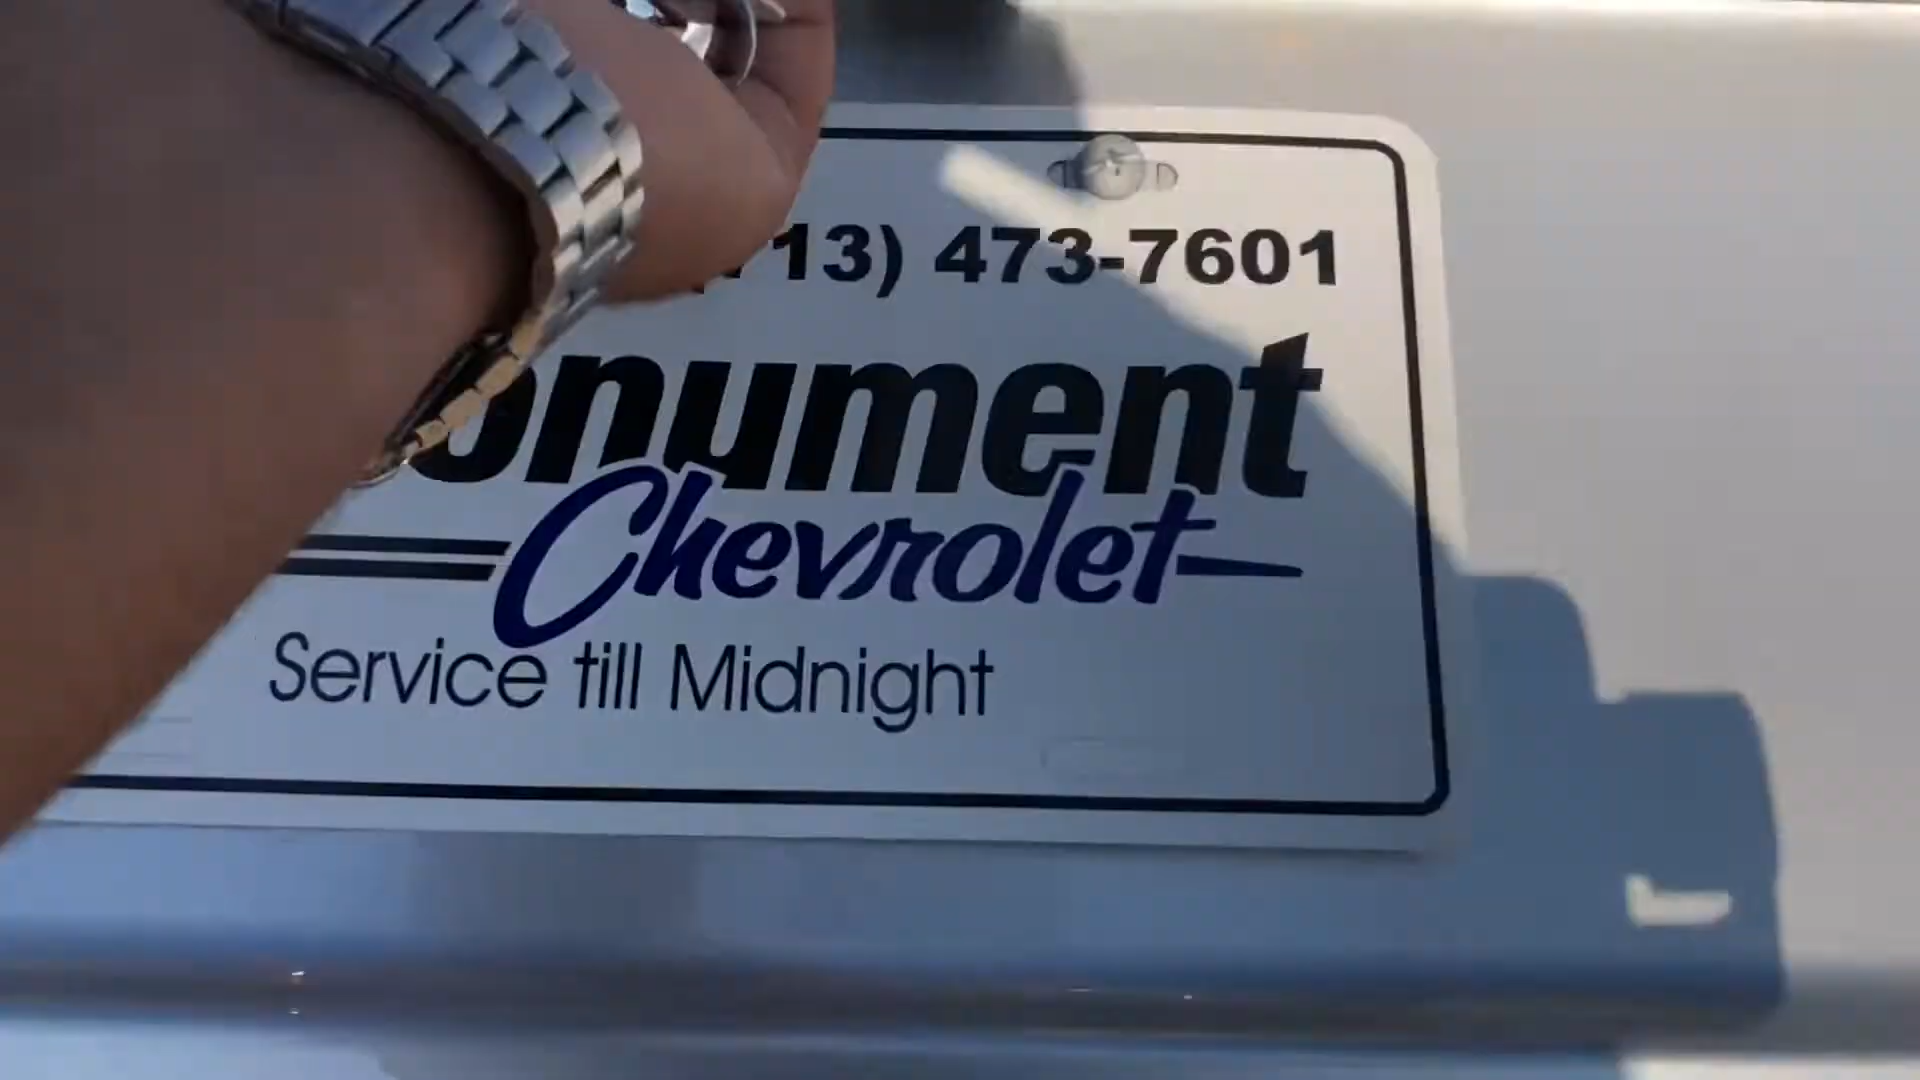 13) 473-7601
onument
Chevrolet
Service till Midnight